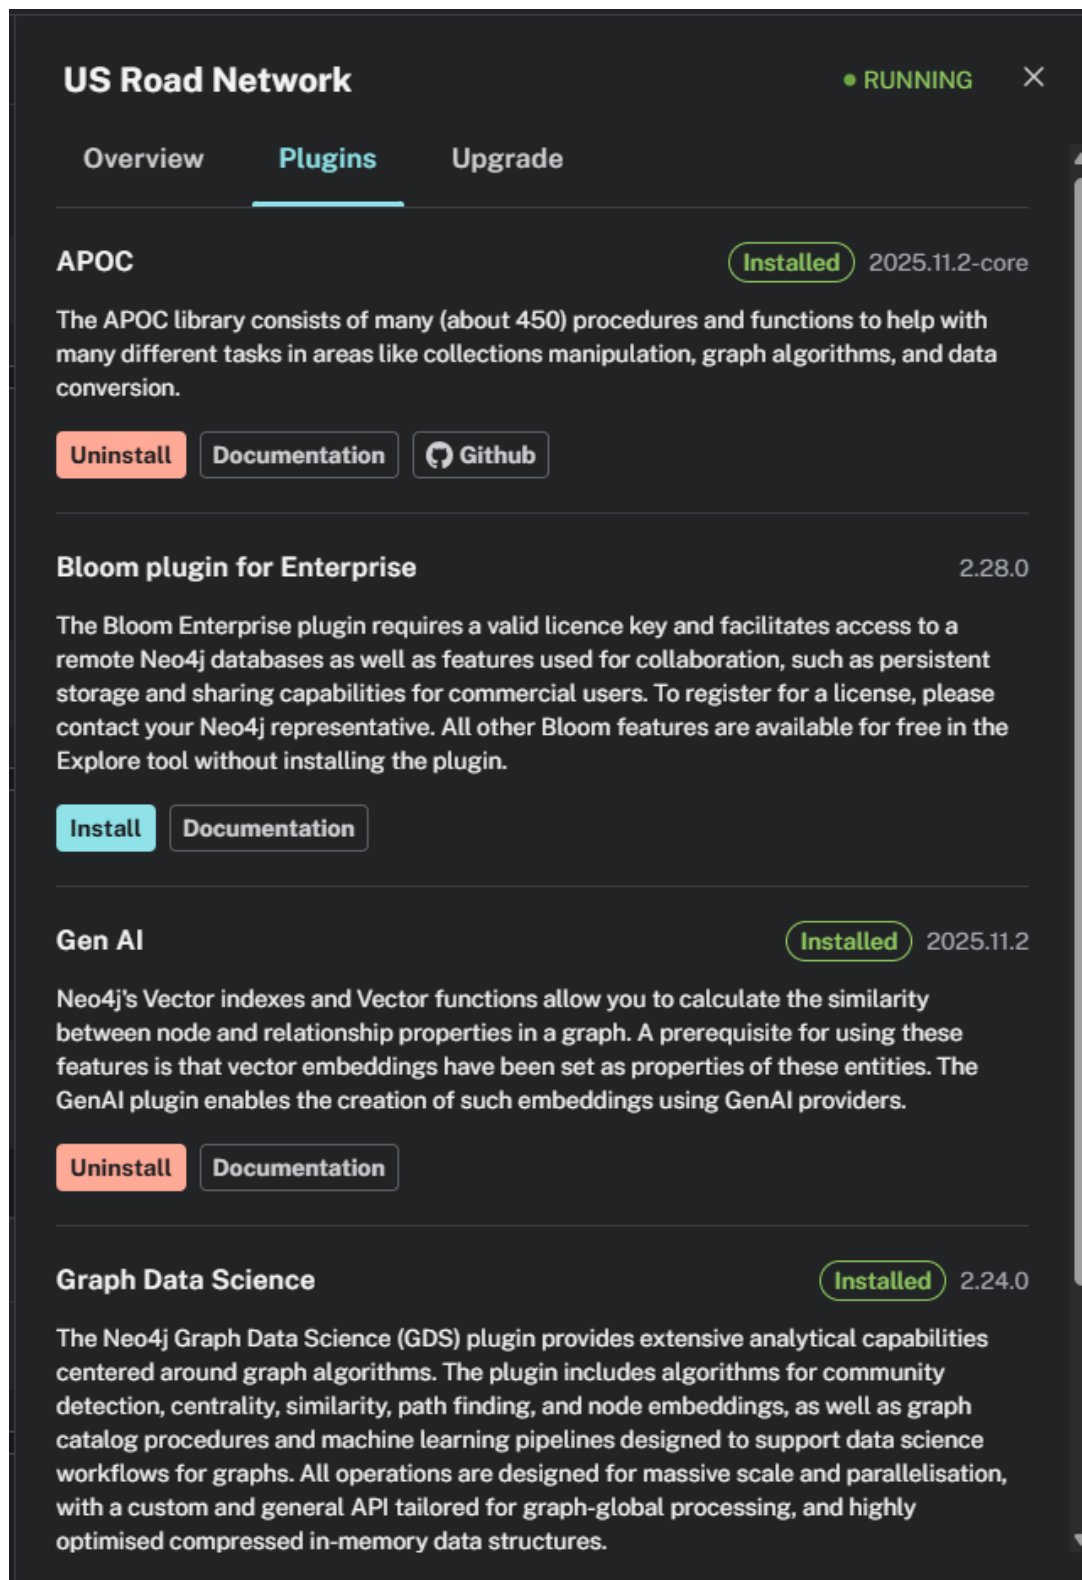 US Road Network
RUNNING
Overview
Plugins
Upgrade
APOC
Installed
2025.11.2-core
The APOC library consists of many (about 450) procedures and functions to help with
many different tasks in areas like collections manipulation, graph algorithms, and data
conversion.
Uninstall
Documentation
Github
Bloom plugin for Enterprise
2.28.0
The Bloom Enterprise plugin requires a valid licence key and facilitates access to a
remote Neo4j databases as well as features used for collaboration, such as persistent
storage and sharing capabilities for commercial users. To register for a license, please
contact your Neo4j representative. All other Bloom features are available for free in the
Explore tool without installing the plugin.
Install
Documentation
Gen AI
Installed
2025.11.2
Neo4j's Vector indexes and Vector functions allow you to calculate the similarity
between node and relationship properties in a graph. A prerequisite for using these
features is that vector embeddings have been set as properties of these entities. The
GenAI plugin enables the creation of such embeddings using GenAI providers.
Uninstall
Documentation
Graph Data Science
Installed
2.24.0
The Neo4j Graph Data Science (GDS) plugin provides extensive analytical capabilities
centered around graph algorithms. The plugin includes algorithms for community
detection, centrality, similarity, path finding, and node embeddings, as well as graph
catalog procedures and machine learning pipelines designed to support data science
workflows for graphs. All operations are designed for massive scale and parallelisation,
with a custom and general API tailored for graph-global processing, and highly
optimised compressed in-memory data structures.